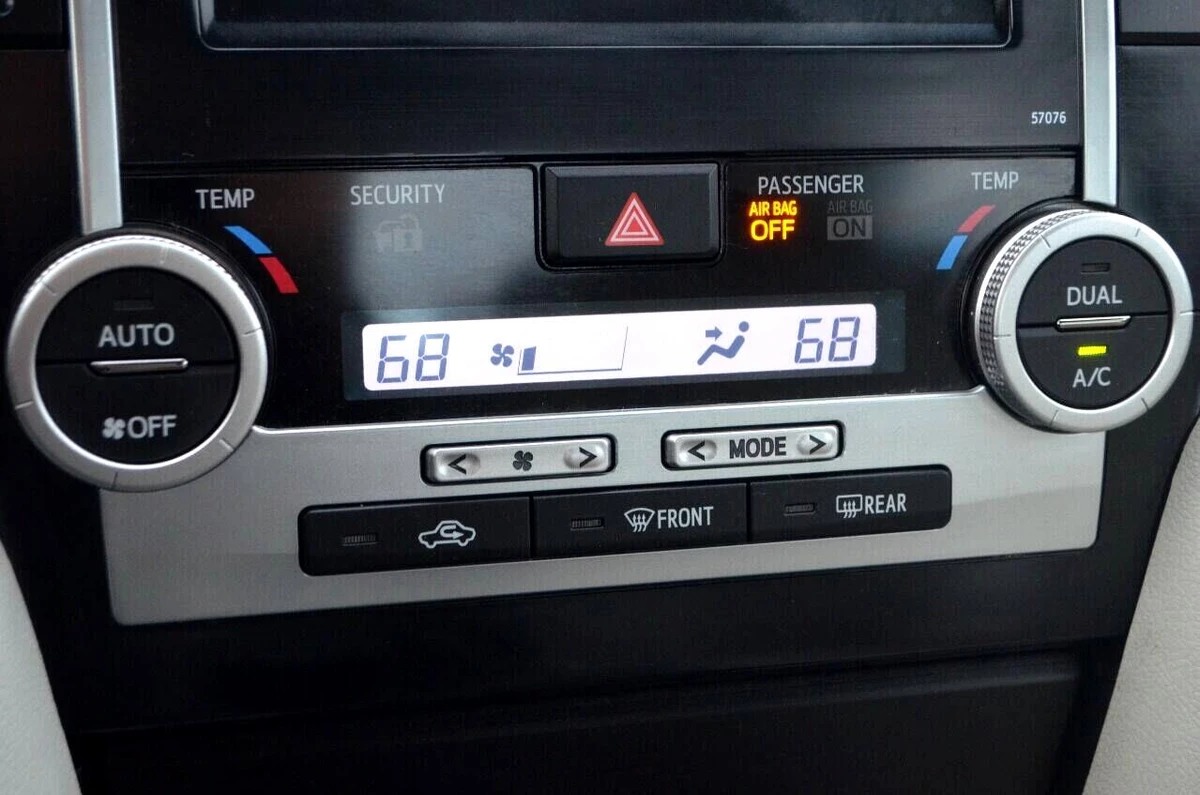 57076
TEMP
SECURITY
PASSENGER
TEMP
AIR BAG
OFF
AIR BAG
ON
AUTO
OFF
68
68
DUAL
A/C
< >
< MODE >
FRONT
REAR